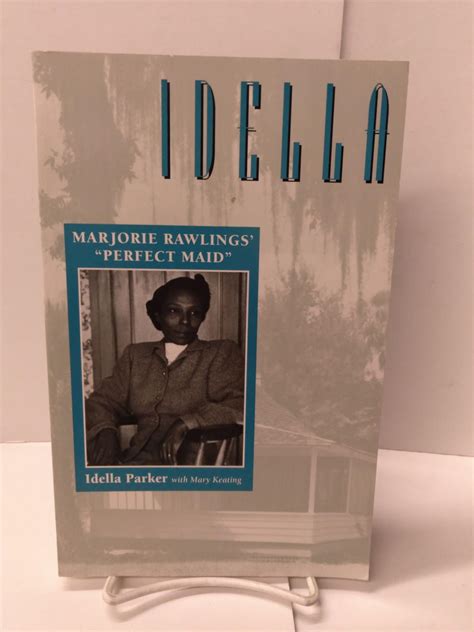 IDELLA
MARJORIE RAWLINGS'
"PERFECT MAID"
Idella Parker with Mary Keating